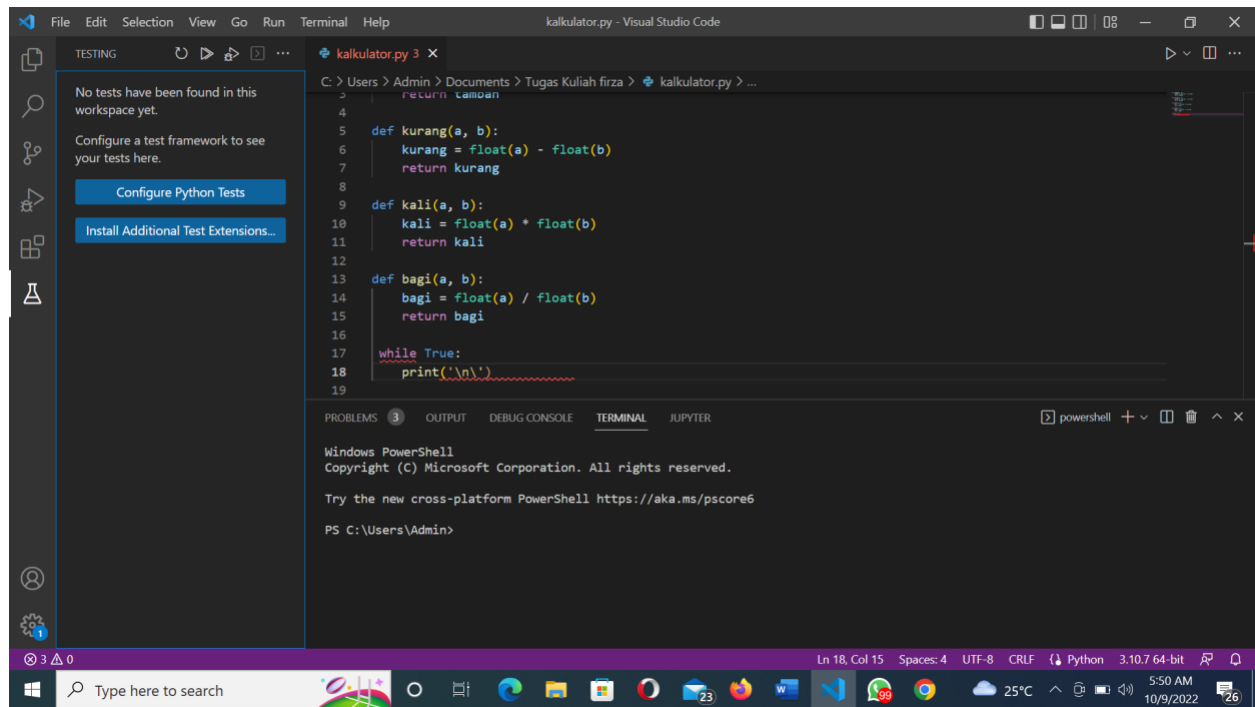 File Edit Selection View Go Run Terminal Help kalkulator.py - Visual Studio Code
TESTING
kalkulator.py 3
C: > Users > Admin > Documents > Tugas Kuliah firza > kalkulator.py > ...
No tests have been found in this
workspace yet.
Configure a test framework to see
your tests here.
Configure Python Tests
Install Additional Test Extensions...
3 return tambah
4
5 def kurang(a, b):
6 kurang = float(a) - float(b)
7 return kurang
8
9 def kali(a, b):
10 kali = float(a) * float(b)
11 return kali
12
13 def bagi(a, b):
14 bagi = float(a) / float(b)
15 return bagi
16
17 while True:
18 print('\n\')
19
PROBLEMS 3 OUTPUT DEBUG CONSOLE TERMINAL JUPYTER powershell
Windows PowerShell
Copyright (C) Microsoft Corporation. All rights reserved.
Try the new cross-platform PowerShell https://aka.ms/pscore6
PS C:\Users\Admin>
1
3 0 Ln 18, Col 15 Spaces: 4 UTF-8 CRLF Python 3.10.7 64-bit
Type here to search 23 99 25°C 5:50 AM
10/9/2022 26